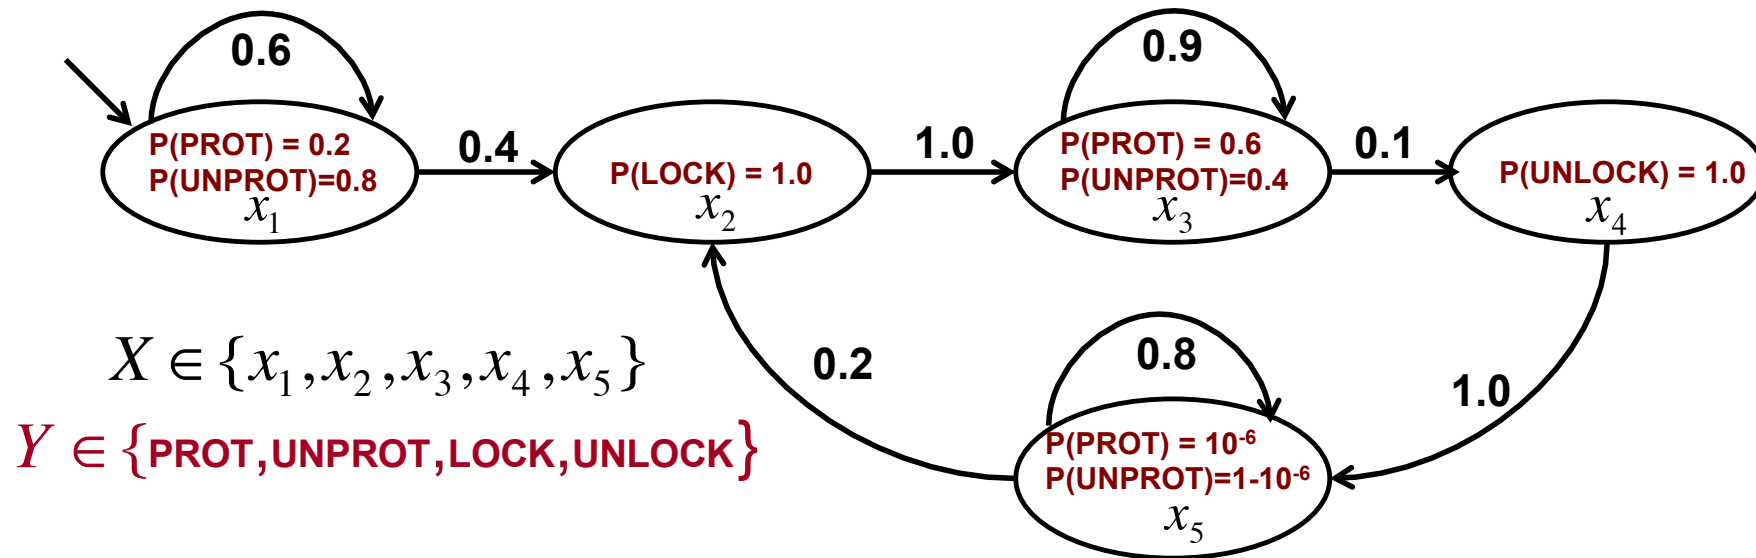 0.6
P(PROT) = 0.2
P(UNPROT)=0.8
x₁
0.4
P(LOCK) = 1.0
x₂
1.0
0.9
P(PROT) = 0.6
P(UNPROT)=0.4
x₃
0.1
P(UNLOCK) = 1.0
x₄
X ∈ {x₁,x₂,x₃,x₄,x₅}
Y ∈ {PROT,UNPROT,LOCK,UNLOCK}
0.2
0.8
P(PROT) = 10⁻⁶
P(UNPROT)=1-10⁻⁶
x₅
1.0